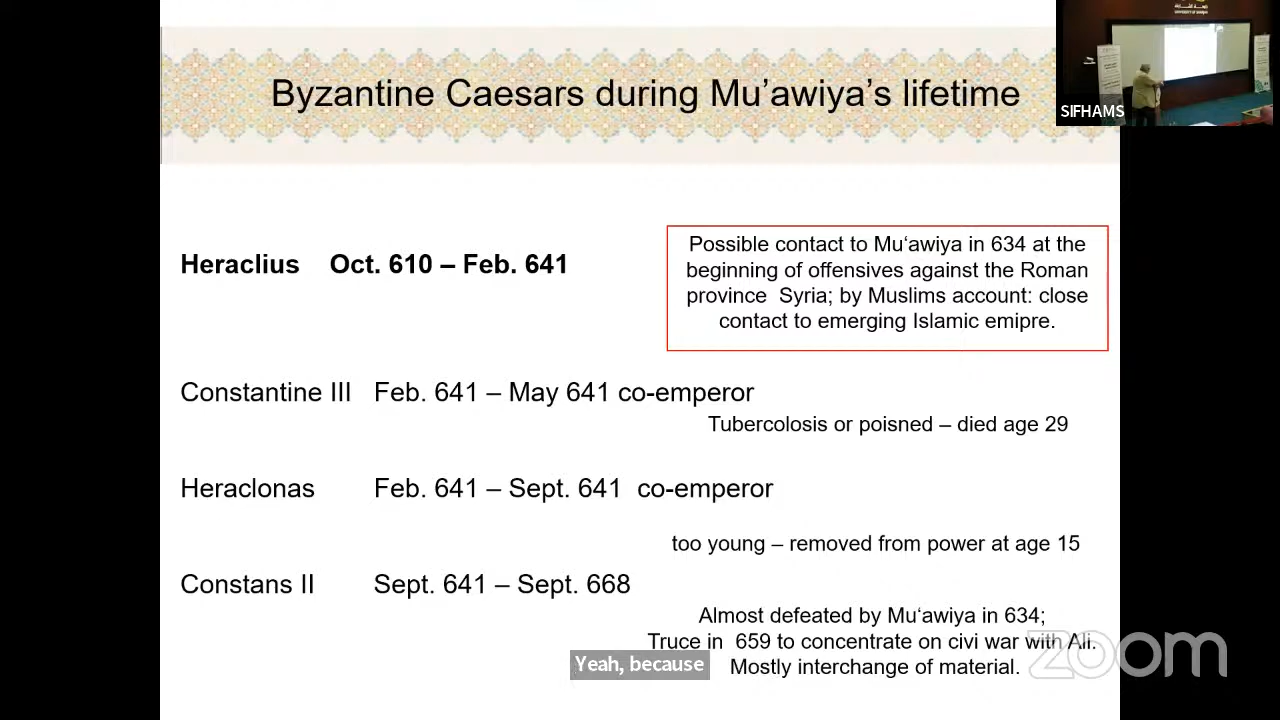 Byzantine Caesars during Mu’awiya’s lifetime
SIFHAMS
Heraclius Oct. 610 – Feb. 641
Possible contact to Mu‘awiya in 634 at the
beginning of offensives against the Roman
province Syria; by Muslims account: close
contact to emerging Islamic emipre.
Constantine III Feb. 641 – May 641 co-emperor
Tubercolosis or poisned – died age 29
Heraclonas Feb. 641 – Sept. 641 co-emperor
too young – removed from power at age 15
Constans II Sept. 641 – Sept. 668
Almost defeated by Mu‘awiya in 634;
Truce in 659 to concentrate on civi war with Ali.
Mostly interchange of material.
Yeah, because
zoom